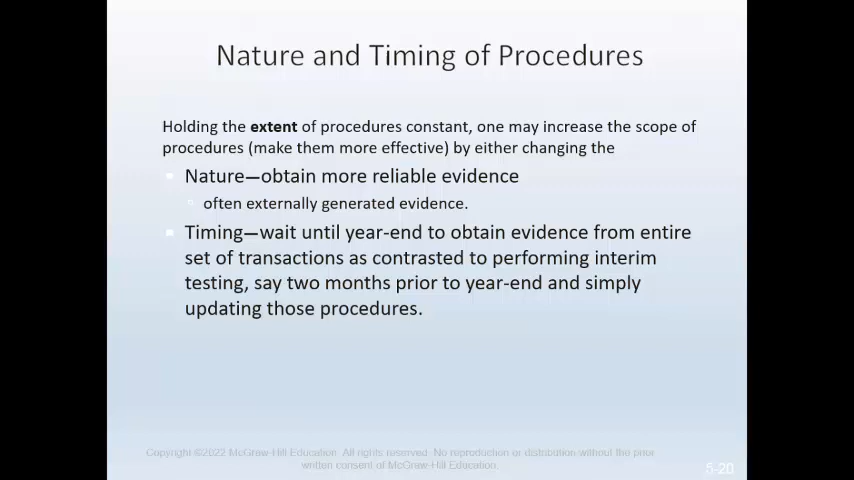 Nature and Timing of Procedures
Holding the extent of procedures constant, one may increase the scope of
procedures (make them more effective) by either changing the
Nature—obtain more reliable evidence
often externally generated evidence.
Timing—wait until year-end to obtain evidence from entire
set of transactions as contrasted to performing interim
testing, say two months prior to year-end and simply
updating those procedures.
Copyright ©2022 McGraw-Hill Education. All rights reserved. No reproduction or distribution without the prior
written consent of McGraw-Hill Education.
5-20